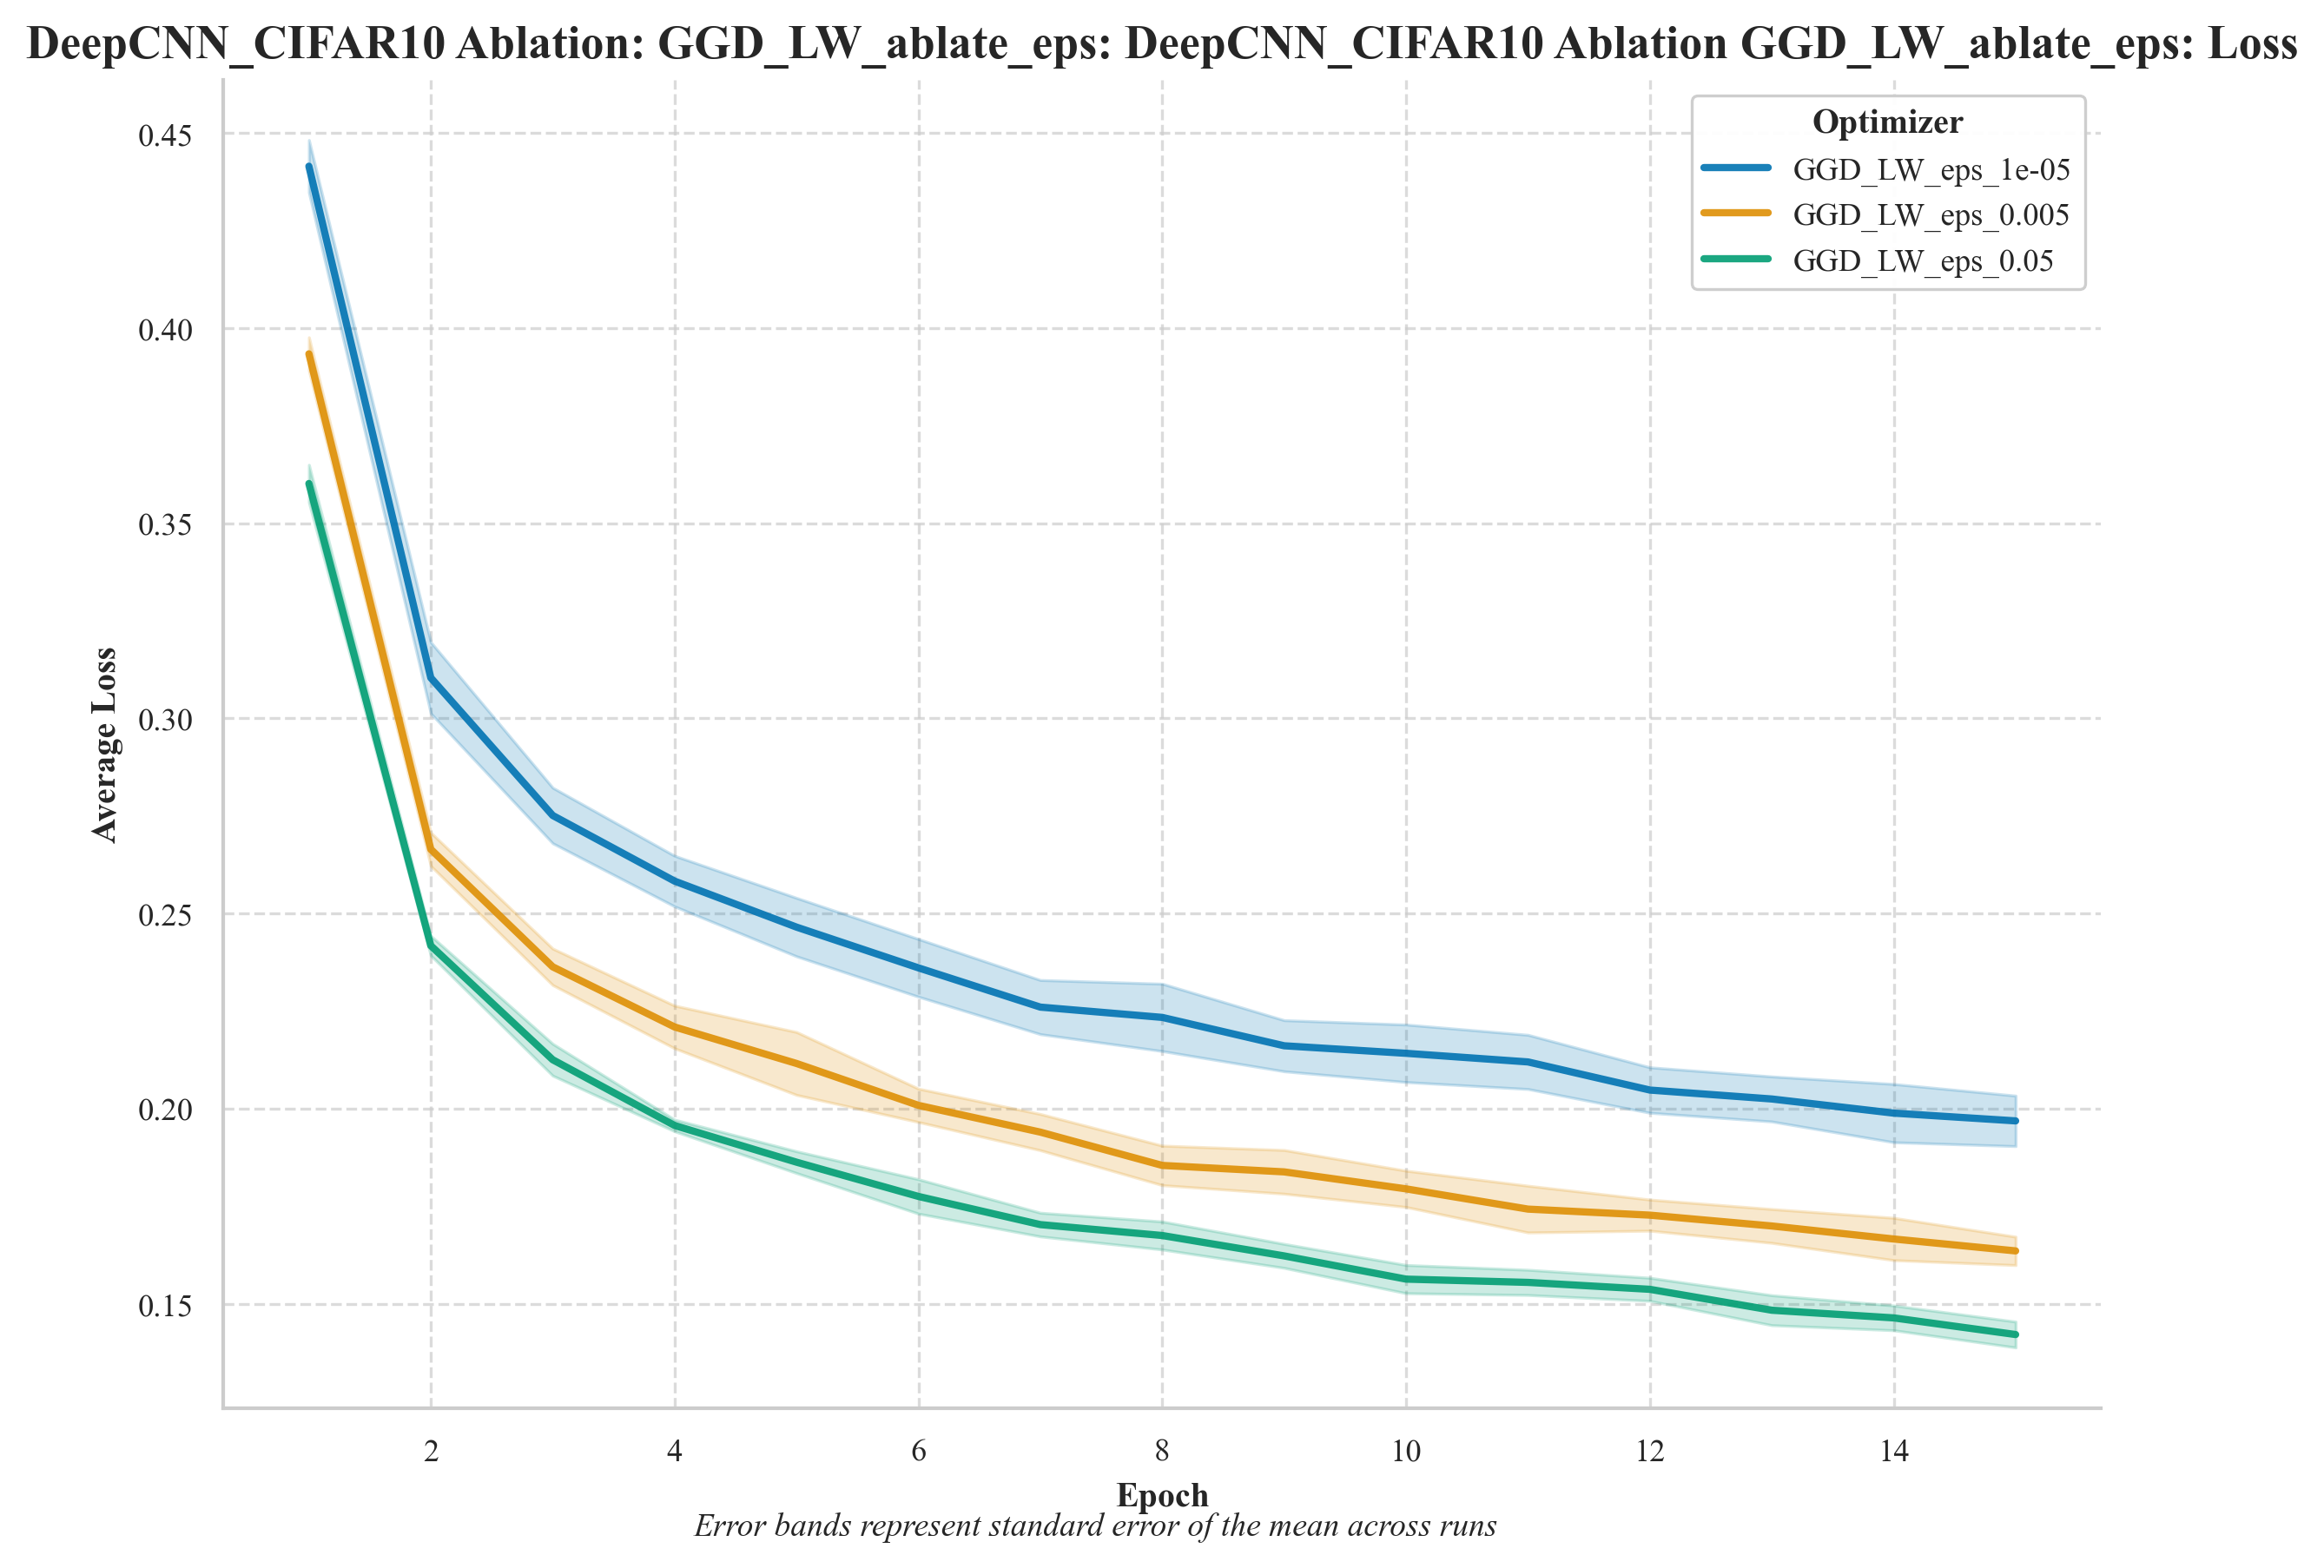 DeepCNN_CIFAR10 Ablation: GGD_LW_ablate_eps: DeepCNN_CIFAR10 Ablation GGD_LW_ablate_eps: Loss
Optimizer
GGD_LW_eps_1e-05
GGD_LW_eps_0.005
GGD_LW_eps_0.05
Average Loss
0.45
0.40
0.35
0.30
0.25
0.20
0.15
2 4 6 8 10 12 14
Epoch
Error bands represent standard error of the mean across runs